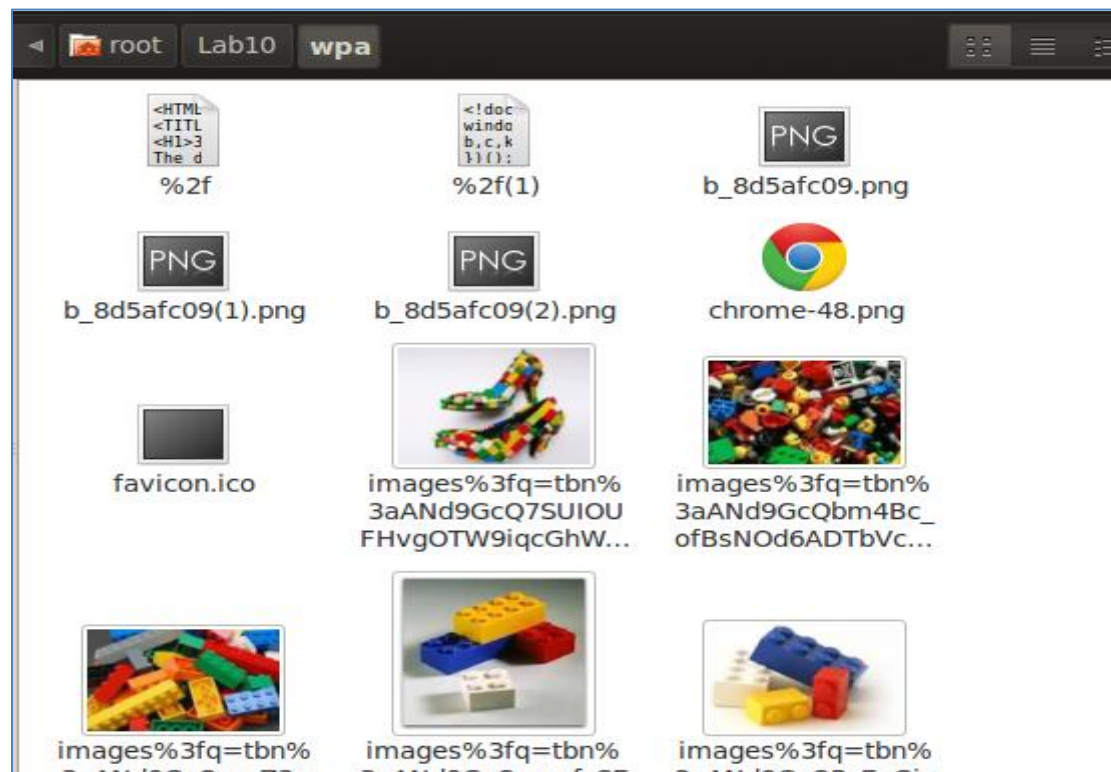 root Lab10 wpa
<HTML
<TITL
<H1>3
The d
%2f
<!doc
windo
b,c,k
})();
%2f(1)
PNG
b_8d5afc09.png
PNG
b_8d5afc09(1).png
PNG
b_8d5afc09(2).png
chrome-48.png
favicon.ico
images%3fq=tbn%
3aANd9GcQ7SUIOU
FHvgOTW9iqcGhW...
images%3fq=tbn%
3aANd9GcQbm4Bc_
ofBsNOd6ADTbVc...
images%3fq=tbn%
images%3fq=tbn%
images%3fq=tbn%